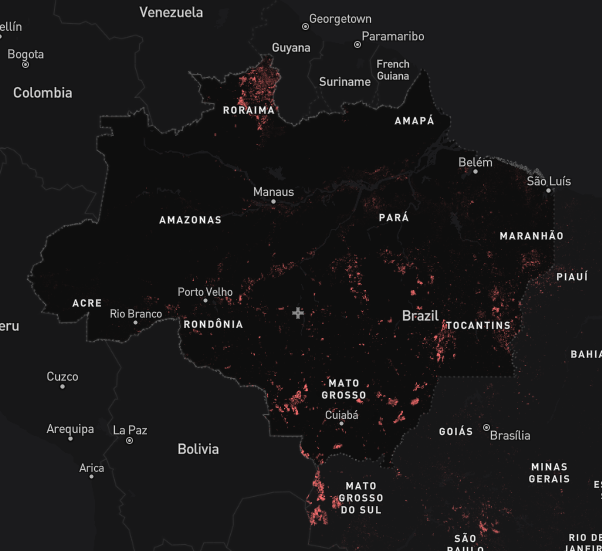 Venezuela
Georgetown
ellín
Paramaribo
Guyana
Bogota
French
Guiana
Suriname
Colombia
RORAIMA
AMAPÁ
Belém
São Luís
Manaus
AMAZONAS
PARÁ
MARANHÃO
PIAUÍ
Porto Velho
ACRE
Rio Branco
Brazil
eru
RONDÔNIA
TOCANTINS
BAHIA
Cuzco
MATO
GROSSO
Cuiabá
Arequipa
La Paz
GOIÁS
Brasília
Bolivia
Arica
MINAS
GERAIS
MATO
GROSSO
DO SUL
ES
S
SÃO
PAULO
RIO DE
JANEIR